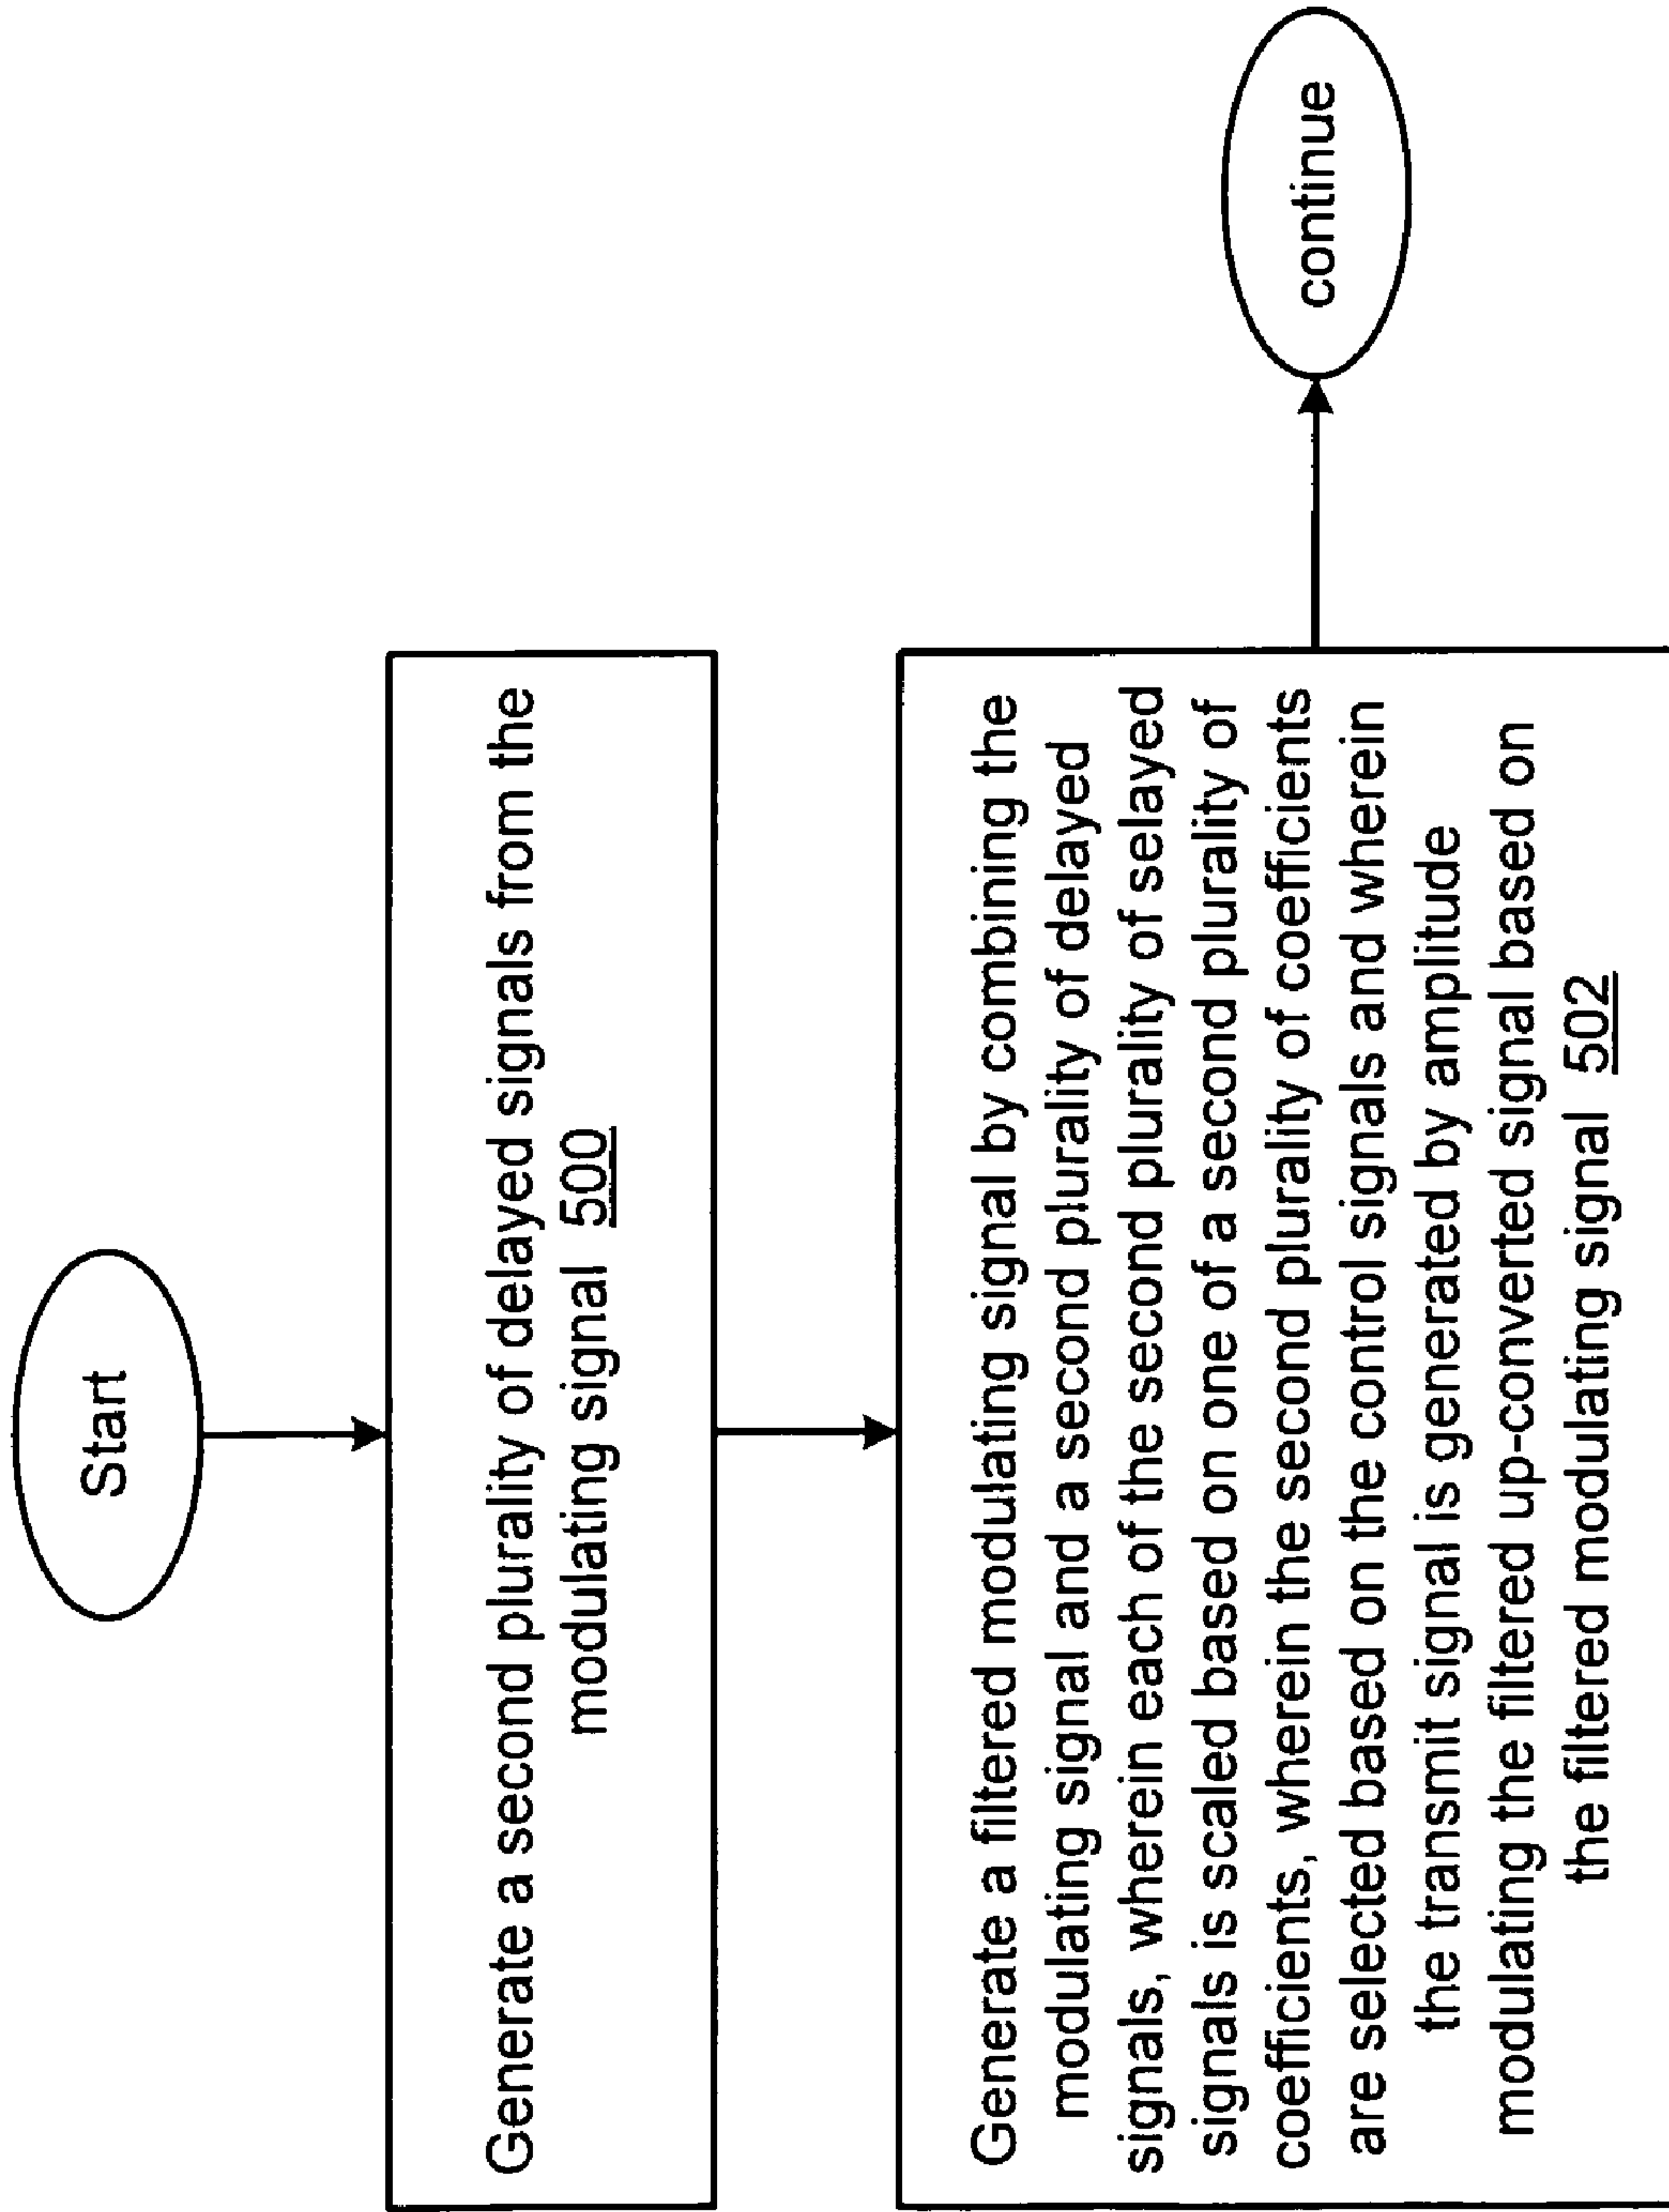 Start
Generate a second plurality of delayed signals from the
modulating signal 500
Generate a filtered modulating signal by combining the
modulating signal and a second plurality of delayed
signals, wherein each of the second plurality of selayed
signals is scaled based on one of a second plurality of
coefficients, wherein the second plurality of coefficients
are selected based on the control signals and wherein
the transmit signal is generated by amplitude
modulating the filtered up-converted signal based on
the filtered modulating signal 502
continue